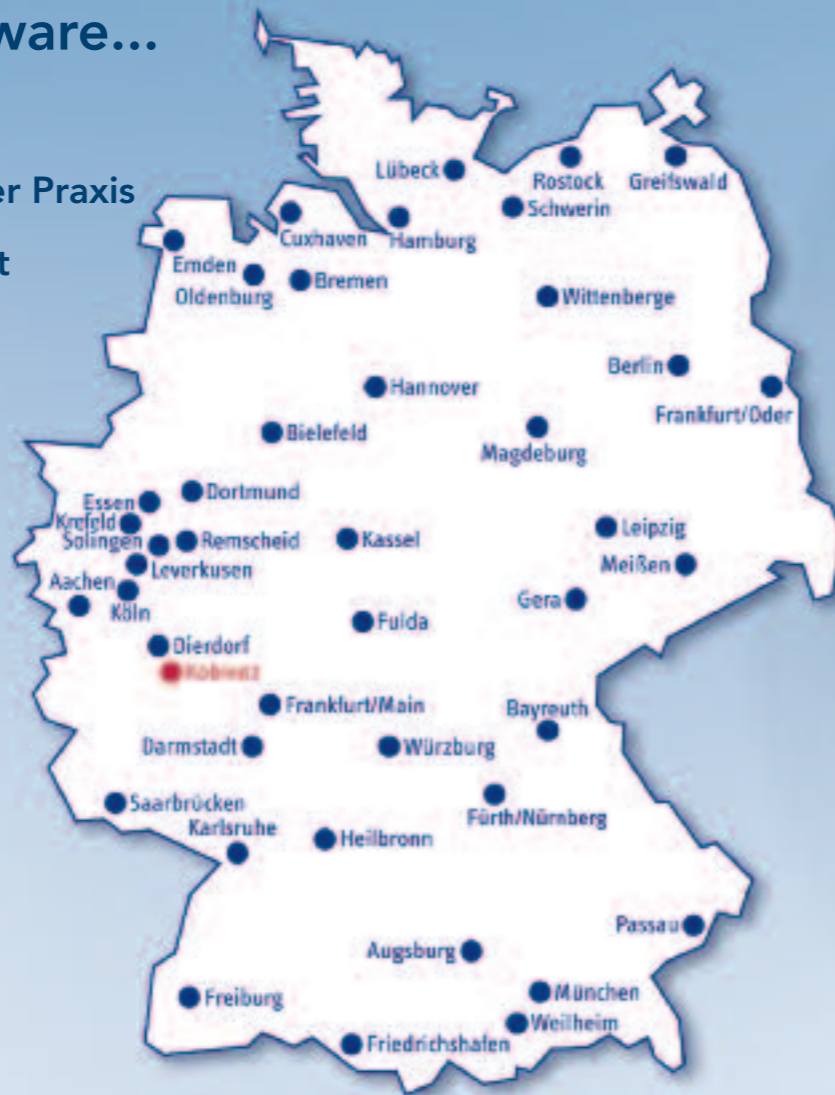 ware...
er Praxis
t
Lübeck
Rostock
Greifswald
Schwerin
Cuxhaven
Hamburg
Emden
Oldenburg
Bremen
Wittenberge
Berlin
Hannover
Frankfurt/Oder
Bielefeld
Magdeburg
Dortmund
Essen
Krefeld
Solingen
Remscheid
Kassel
Leipzig
Leverkusen
Meißen
Aachen
Köln
Gera
Fulda
Dierdorf
Koblenz
Frankfurt/Main
Bayreuth
Darmstadt
Würzburg
Saarbrücken
Fürth/Nürnberg
Karlsruhe
Heilbronn
Passau
Augsburg
München
Freiburg
Weilheim
Friedrichshafen